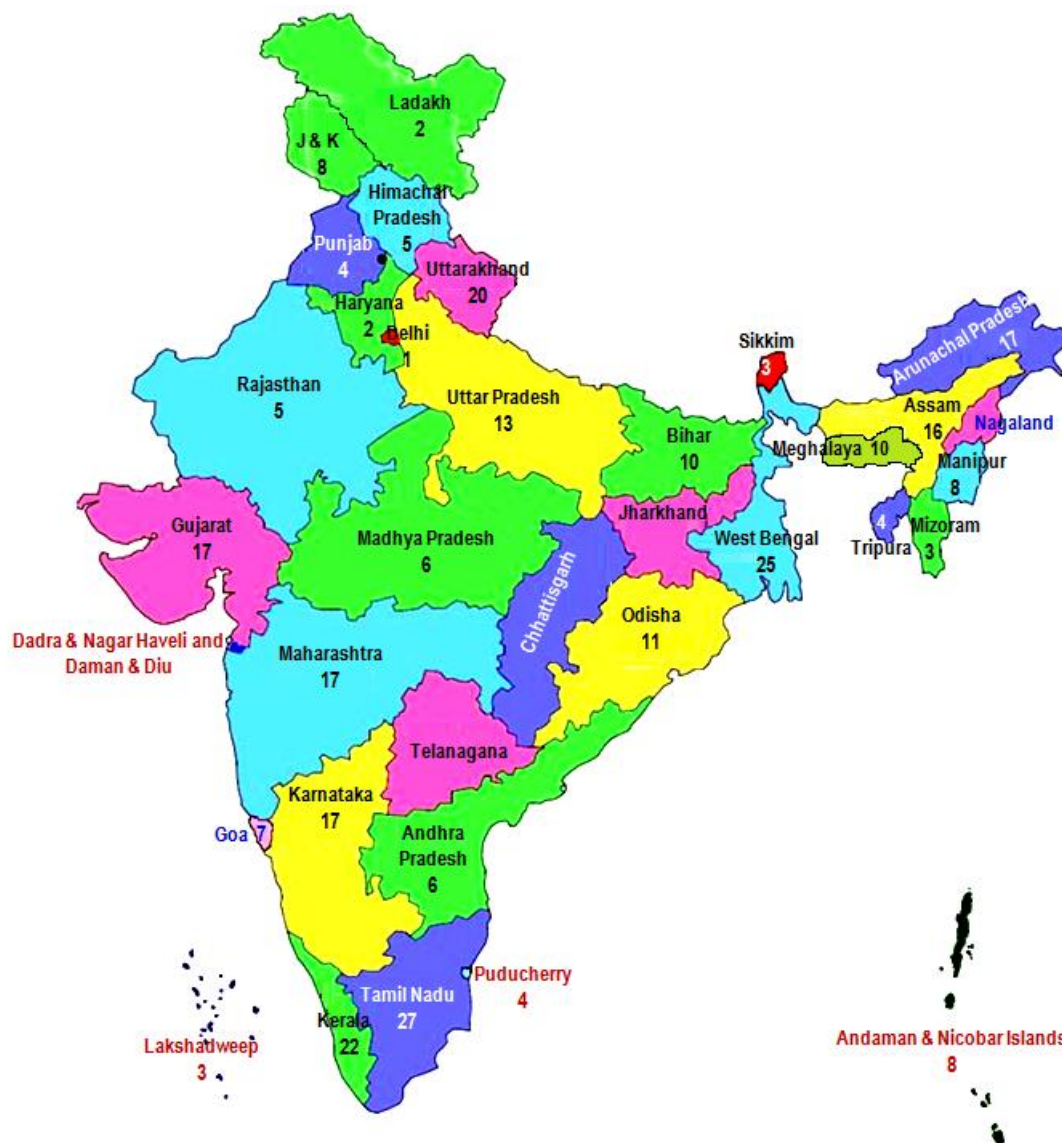 Ladakh
2
J & K
8
Himachal
Pradesh
5
Punjab
4
Uttarakhand
20
Haryana
2
Delhi
1
Rajasthan
5
Uttar Pradesh
13
Sikkim
3
Arunachal Pradesh
17
Assam
16
Nagaland
Bihar
10
Meghalaya 10
Manipur
8
Gujarat
17
Madhya Pradesh
6
Jharkhand
West Bengal
25
4
Tripura
Mizoram
3
Chhattisgarh
Odisha
11
Dadra & Nagar Haveli and
Daman & Diu
Maharashtra
17
Telanagana
Karnataka
17
Goa 7
Andhra
Pradesh
6
Puducherry
4
Tamil Nadu
27
Kerala
22
Lakshadweep
3
Andaman & Nicobar Islands
8